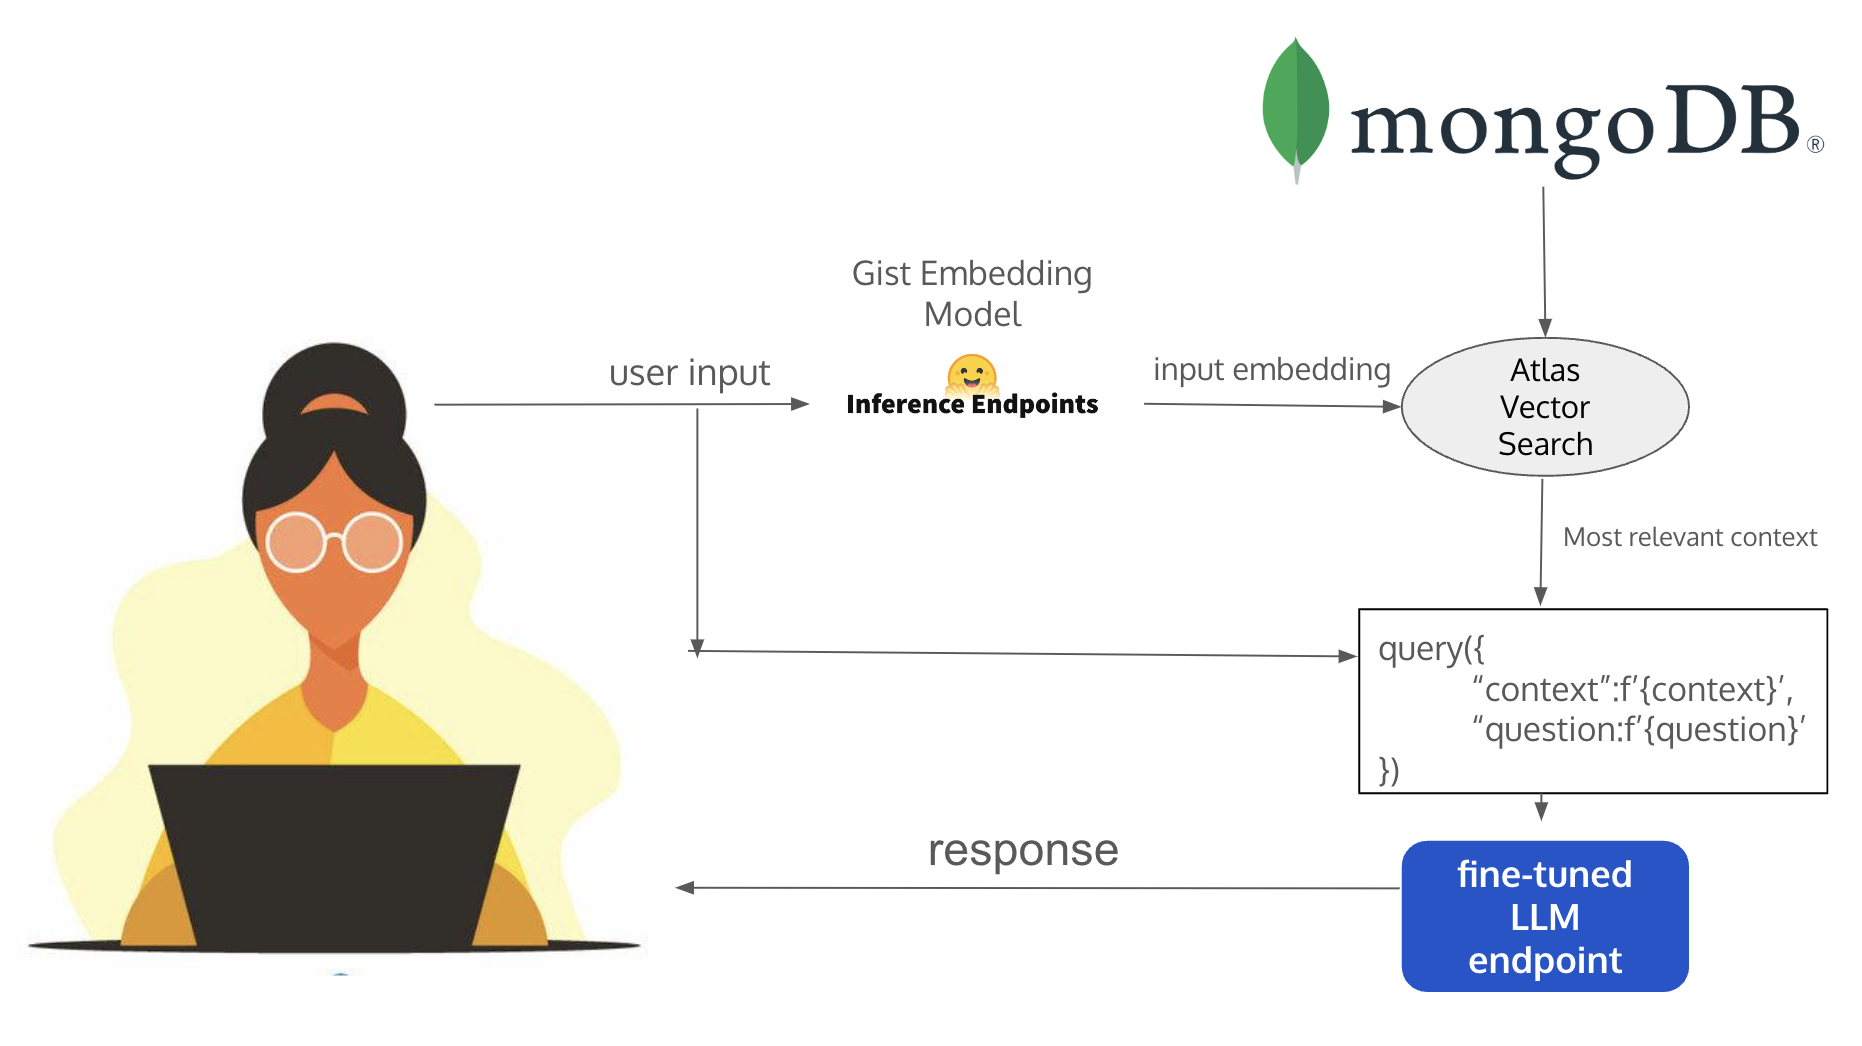 mongoDB®
Gist Embedding
Model
user input
Inference Endpoints
input embedding
Atlas
Vector
Search
Most relevant context
query({
“context”:f’{context}’,
“question:f’{question}’
})
response
fine-tuned
LLM
endpoint